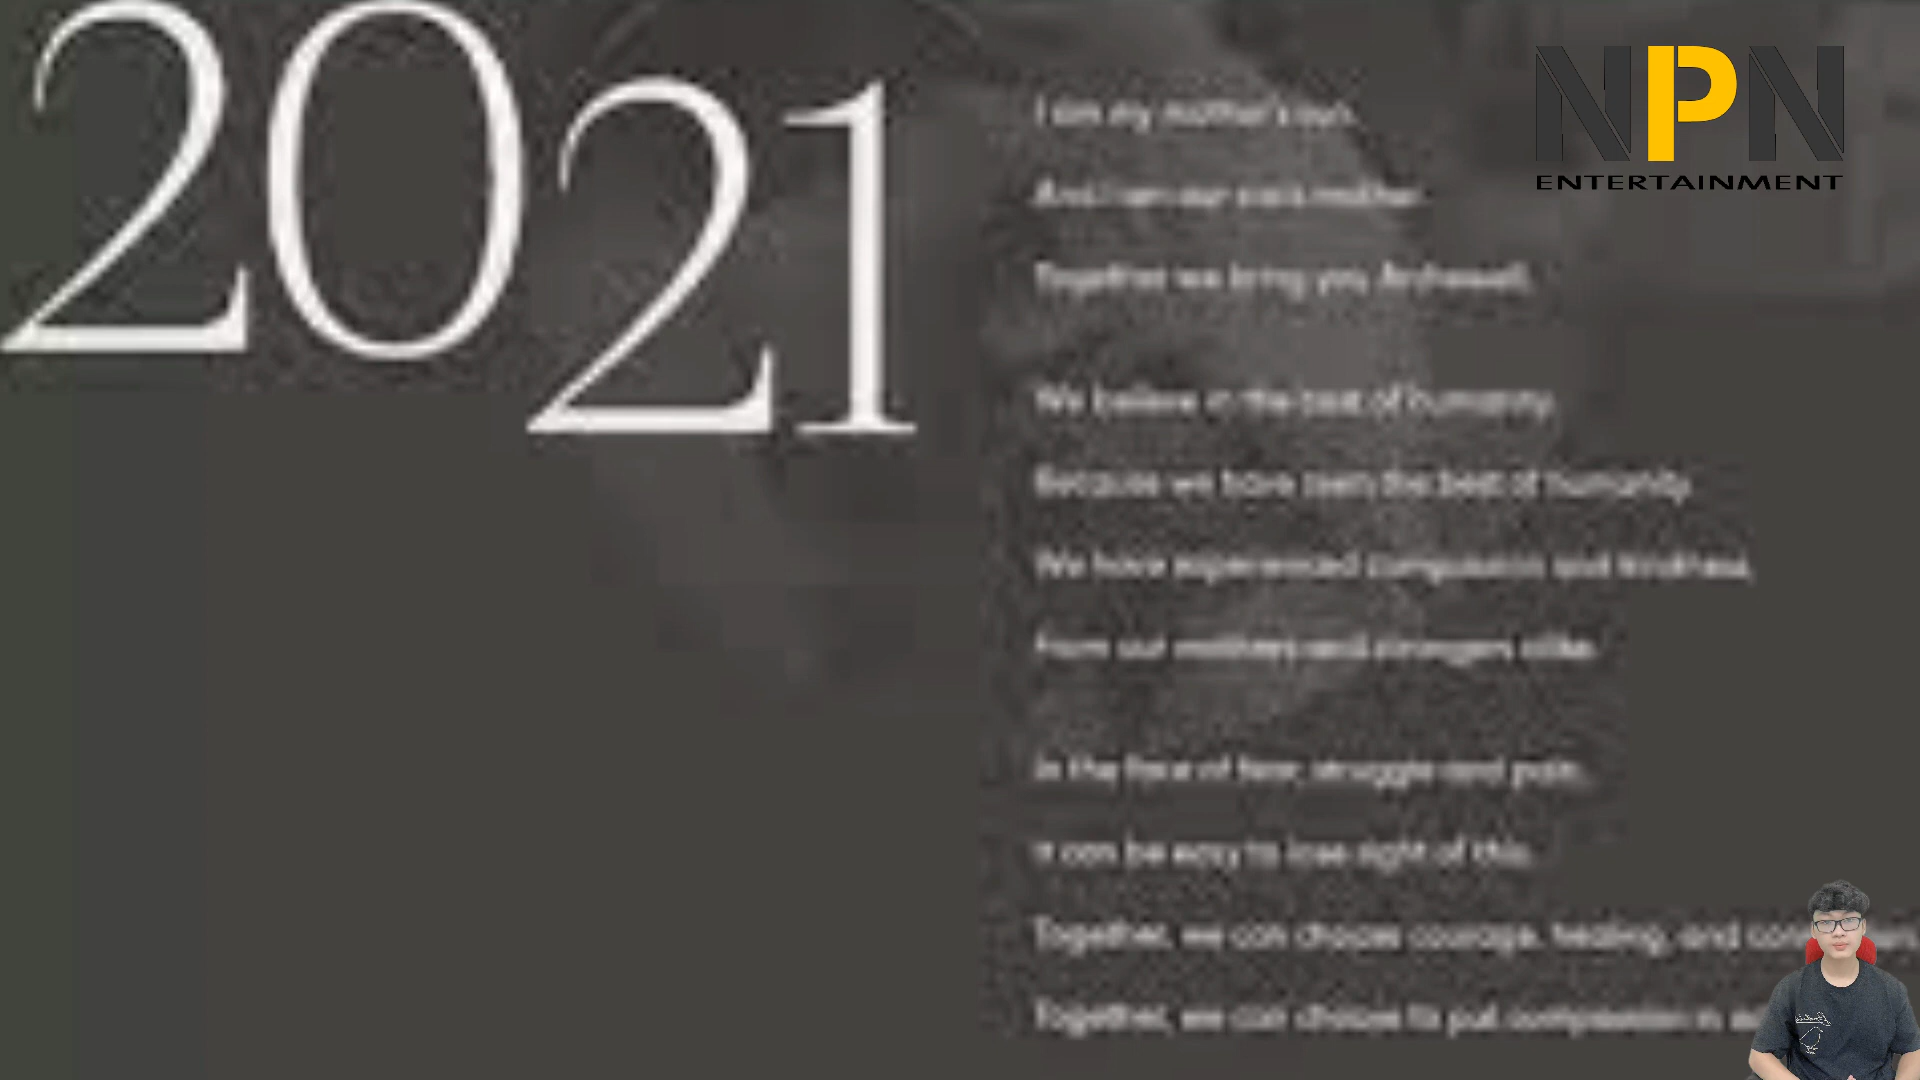 2021
NPN
ENTERTAINMENT
I am my mother's son.
And I am our son's mother.
Together we bring you Archewell.
We believe in the best of humanity.
Because we have seen the best of humanity.
We have experienced compassion and kindness,
From our mothers and strangers alike.
In the face of fear, struggle and pain,
It can be easy to lose sight of this.
Together, we can choose courage, healing, and
Together, we can choose to put compassion in